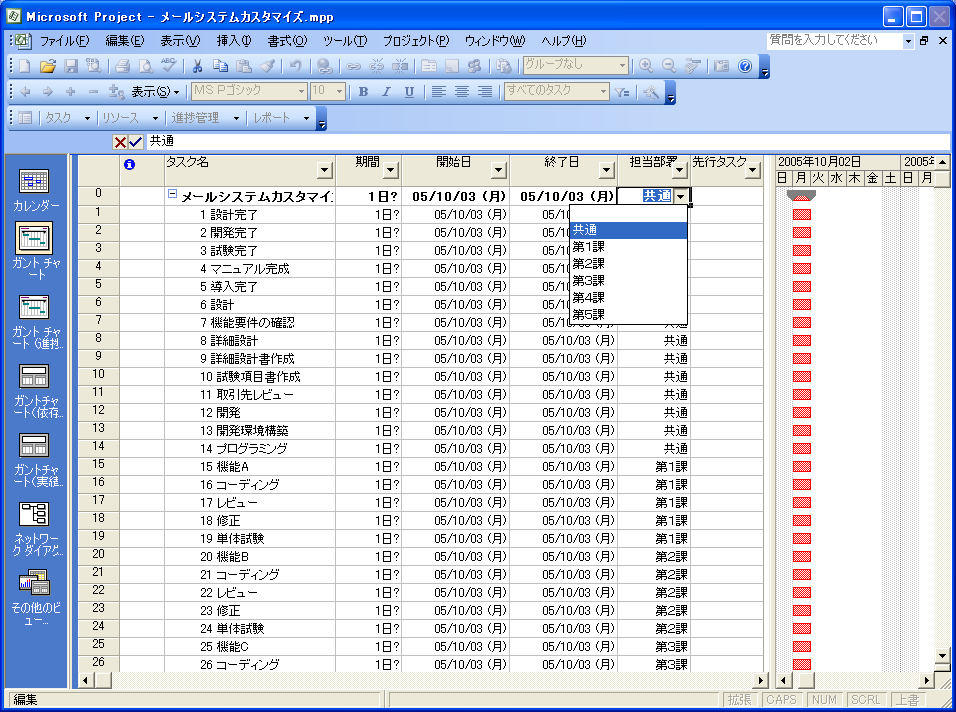 Microsoft Project - メールシステムカスタマイズ.mpp
ファイル(F) 編集(E) 表示(V) 挿入(I) 書式(O) ツール(T) プロジェクト(P) ウィンドウ(W) ヘルプ(H) 質問を入力してください
グループなし
表示(S) MS Pゴシック 10 B I U すべてのタスク
タスク リソース 進捗管理 レポート
共通
タスク名 期間 開始日 終了日 担当部署 先行タスク 2005年10月02日 2005年
日 月 火 水 木 金 土 日 月
0 メールシステムカスタマイ 1日? 05/10/03 (月) 05/10/03 (月) 共通
1 1 設計完了 1日? 05/10/03 (月) 05/10
2 2 開発完了 1日? 05/10/03 (月) 05/10 共通
3 3 試験完了 1日? 05/10/03 (月) 05/10 第1課
4 4 マニュアル完成 1日? 05/10/03 (月) 05/10 第2課
5 5 導入完了 1日? 05/10/03 (月) 05/10 第3課
6 6 設計 1日? 05/10/03 (月) 05/10 第4課
第5課
7 7 機能要件の確認 1日? 05/10/03 (月) 05/10/03 (月) 共通
8 8 詳細設計 1日? 05/10/03 (月) 05/10/03 (月) 共通
9 9 詳細設計書作成 1日? 05/10/03 (月) 05/10/03 (月) 共通
10 10 試験項目書作成 1日? 05/10/03 (月) 05/10/03 (月) 共通
11 11 取引先レビュー 1日? 05/10/03 (月) 05/10/03 (月) 共通
12 12 開発 1日? 05/10/03 (月) 05/10/03 (月) 共通
13 13 開発環境構築 1日? 05/10/03 (月) 05/10/03 (月) 共通
14 14 プログラミング 1日? 05/10/03 (月) 05/10/03 (月) 共通
15 15 機能A 1日? 05/10/03 (月) 05/10/03 (月) 第1課
16 16 コーディング 1日? 05/10/03 (月) 05/10/03 (月) 第1課
17 17 レビュー 1日? 05/10/03 (月) 05/10/03 (月) 第1課
18 18 修正 1日? 05/10/03 (月) 05/10/03 (月) 第1課
19 19 単体試験 1日? 05/10/03 (月) 05/10/03 (月) 第1課
20 20 機能B 1日? 05/10/03 (月) 05/10/03 (月) 第2課
21 21 コーディング 1日? 05/10/03 (月) 05/10/03 (月) 第2課
22 22 レビュー 1日? 05/10/03 (月) 05/10/03 (月) 第2課
23 23 修正 1日? 05/10/03 (月) 05/10/03 (月) 第2課
24 24 単体試験 1日? 05/10/03 (月) 05/10/03 (月) 第2課
25 25 機能C 1日? 05/10/03 (月) 05/10/03 (月) 第3課
26 26 コーディング 1日? 05/10/03 (月) 05/10/03 (月) 第3課
カレンダー
ガント チャ
ート
ガント チャ
ート (進捗..
ガントチャ
ート(依存..
ガントチャ
ート(実績..
ネットワー
ク ダイアグ..
その他のビ
ュー...
編集 拡張 CAPS NUM SCRL 上書